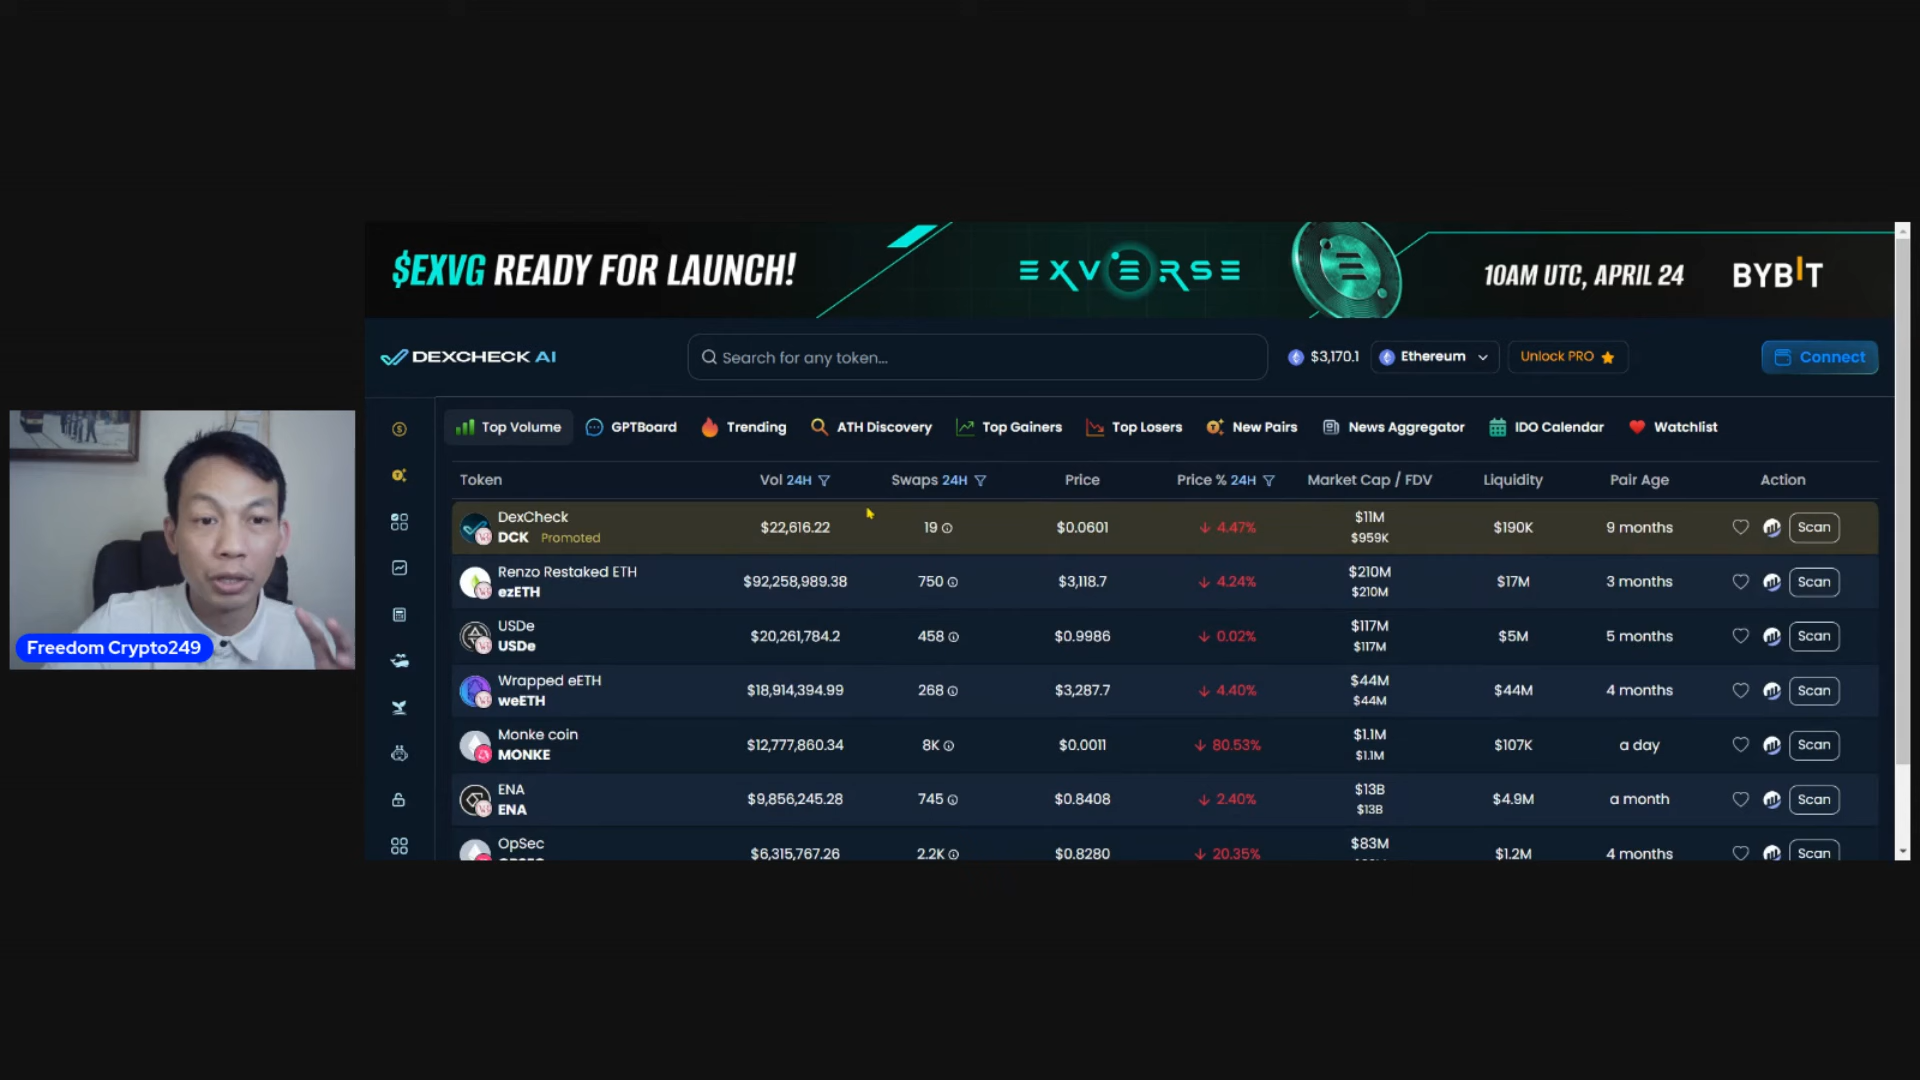 $EXVG READY FOR LAUNCH!
EXVERSE
10AM UTC, APRIL 24
BYBIT
DEXCHECK AI
Search for any token...
$3,170.1
Ethereum
Unlock PRO
Connect
Top Volume
GPTBoard
Trending
ATH Discovery
Top Gainers
Top Losers
New Pairs
News Aggregator
IDO Calendar
Watchlist
Token Vol 24H Swaps 24H Price Price % 24H Market Cap / FDV Liquidity Pair Age Action
DexCheck
DCK Promoted
$22,616.22 19 $0.0601 4.47% $11M $190K 9 months Scan
$959K
Renzo Restaked ETH
ezETH
$92,258,989.38 750 $3,118.7 4.24% $210M $17M 3 months Scan
$210M
USDe
USDe
$20,261,784.2 458 $0.9986 0.02% $117M $5M 5 months Scan
$117M
Wrapped eETH
weETH
$18,914,394.99 268 $3,287.7 4.40% $44M $44M 4 months Scan
$44M
Monke coin
MONKE
$12,777,860.34 8K $0.0011 80.53% $1.1M $107K a day Scan
$1.1M
ENA
ENA
$9,856,245.28 745 $0.8408 2.40% $13B $4.9M a month Scan
$13B
OpSec
$6,315,767.26 2.2K $0.8280 20.35% $83M $1.2M 4 months Scan
Freedom Crypto249